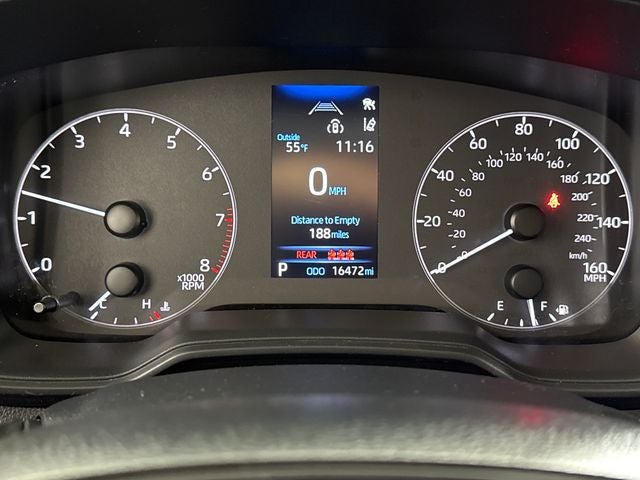 0
1
2
3
4
5
6
7
8
x1000
RPM
C H
Outside
55°F 11:16
0 MPH
Distance to Empty
188 miles
REAR
P ODO 16472 mi
0
20
40
60
80
100
120
140
160
MPH
0
20
40
60
80
100
120
140
160
180
200
220
240
km/h
E F